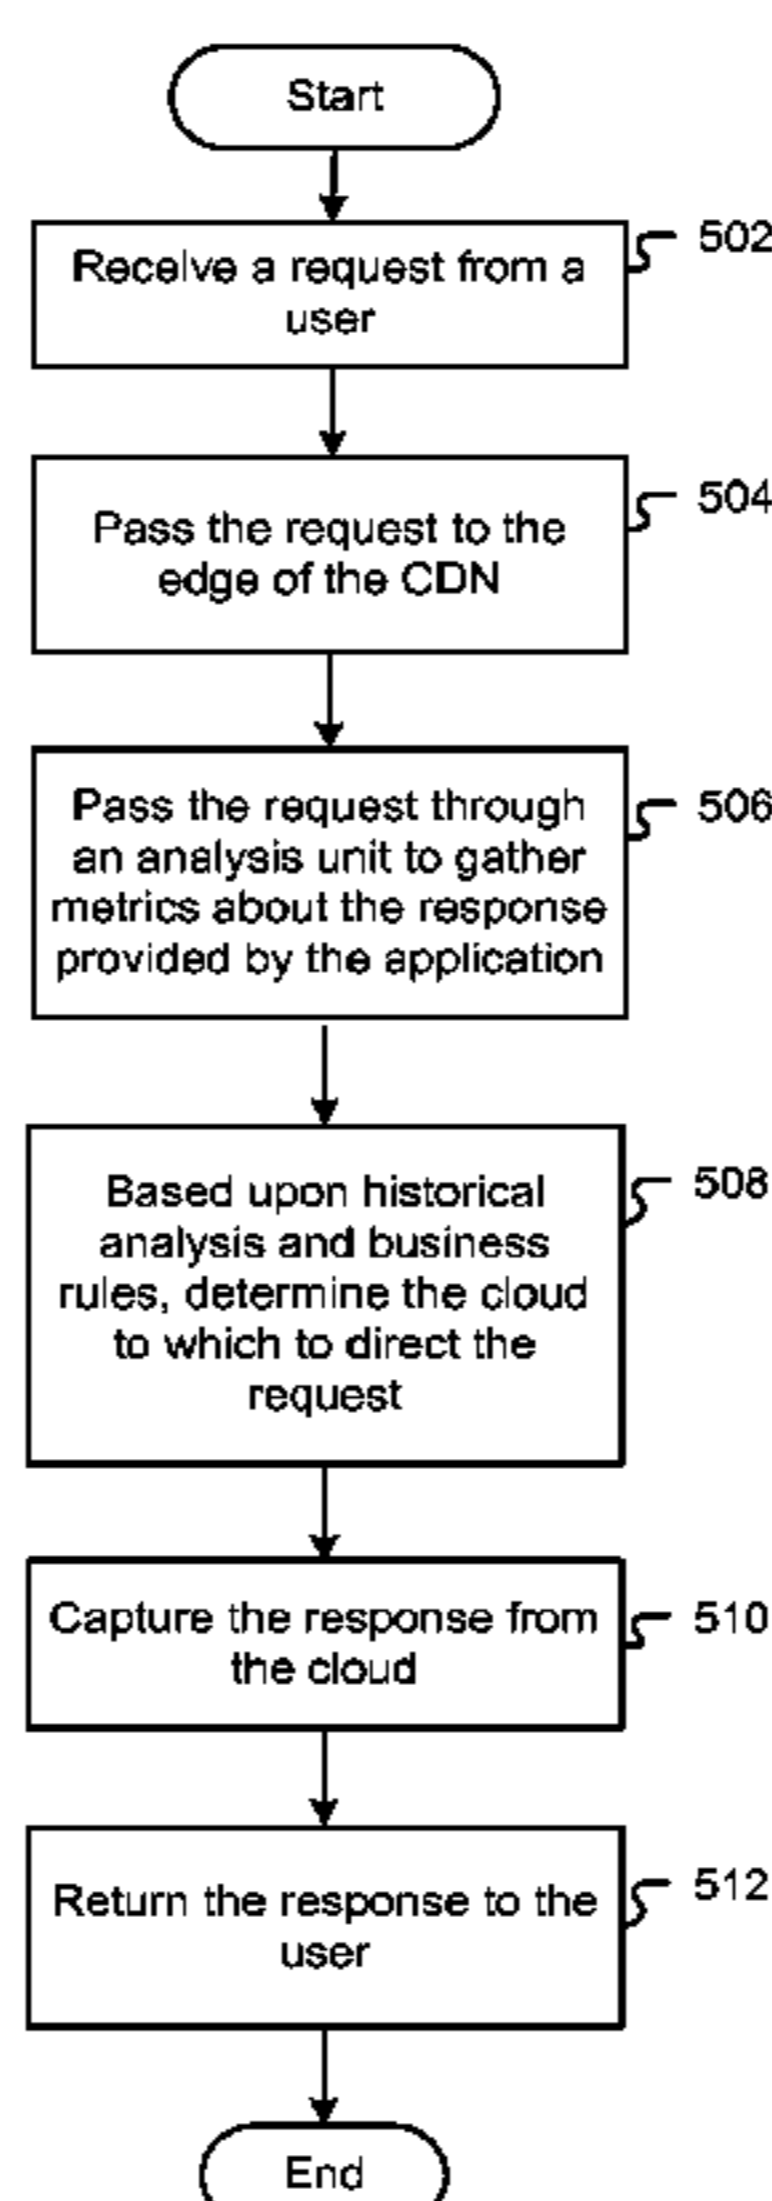 Start
Receive a request from a
user
502
Pass the request to the
edge of the CDN
504
Pass the request through
an analysis unit to gather
metrics about the response
provided by the application
506
Based upon historical
analysis and business
rules, determine the cloud
to which to direct the
request
508
Capture the response from
the cloud
510
Return the response to the
user
512
End